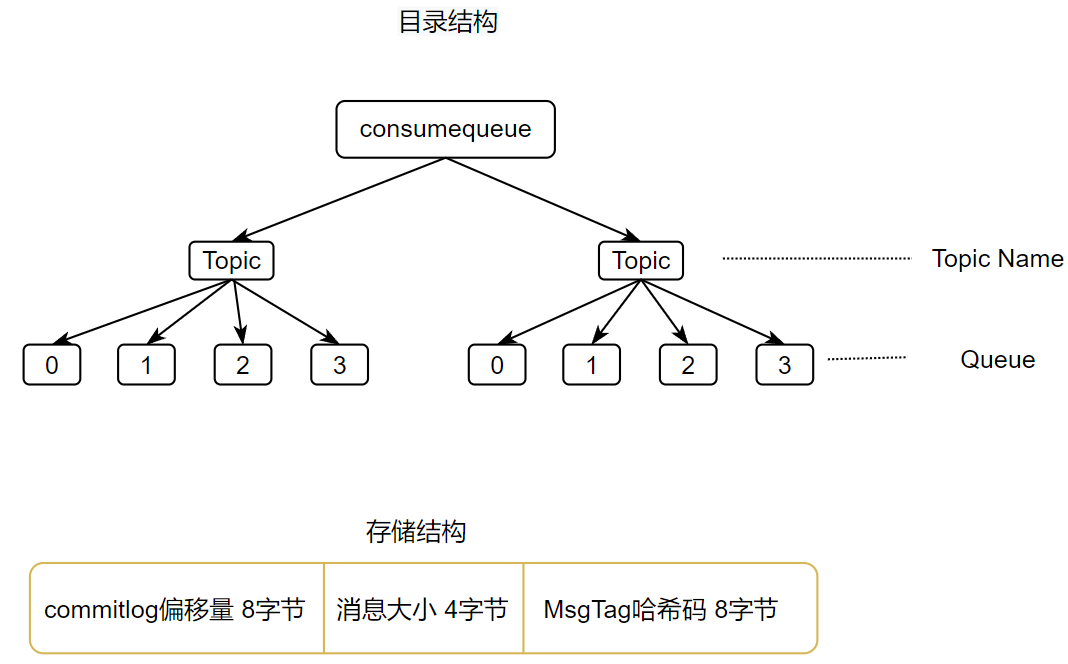 目录结构
consumequeue
Topic
Topic
Topic Name
0
1
2
3
0
1
2
3
Queue
存储结构
commitlog偏移量 8字节
消息大小 4字节
MsgTag哈希码 8字节